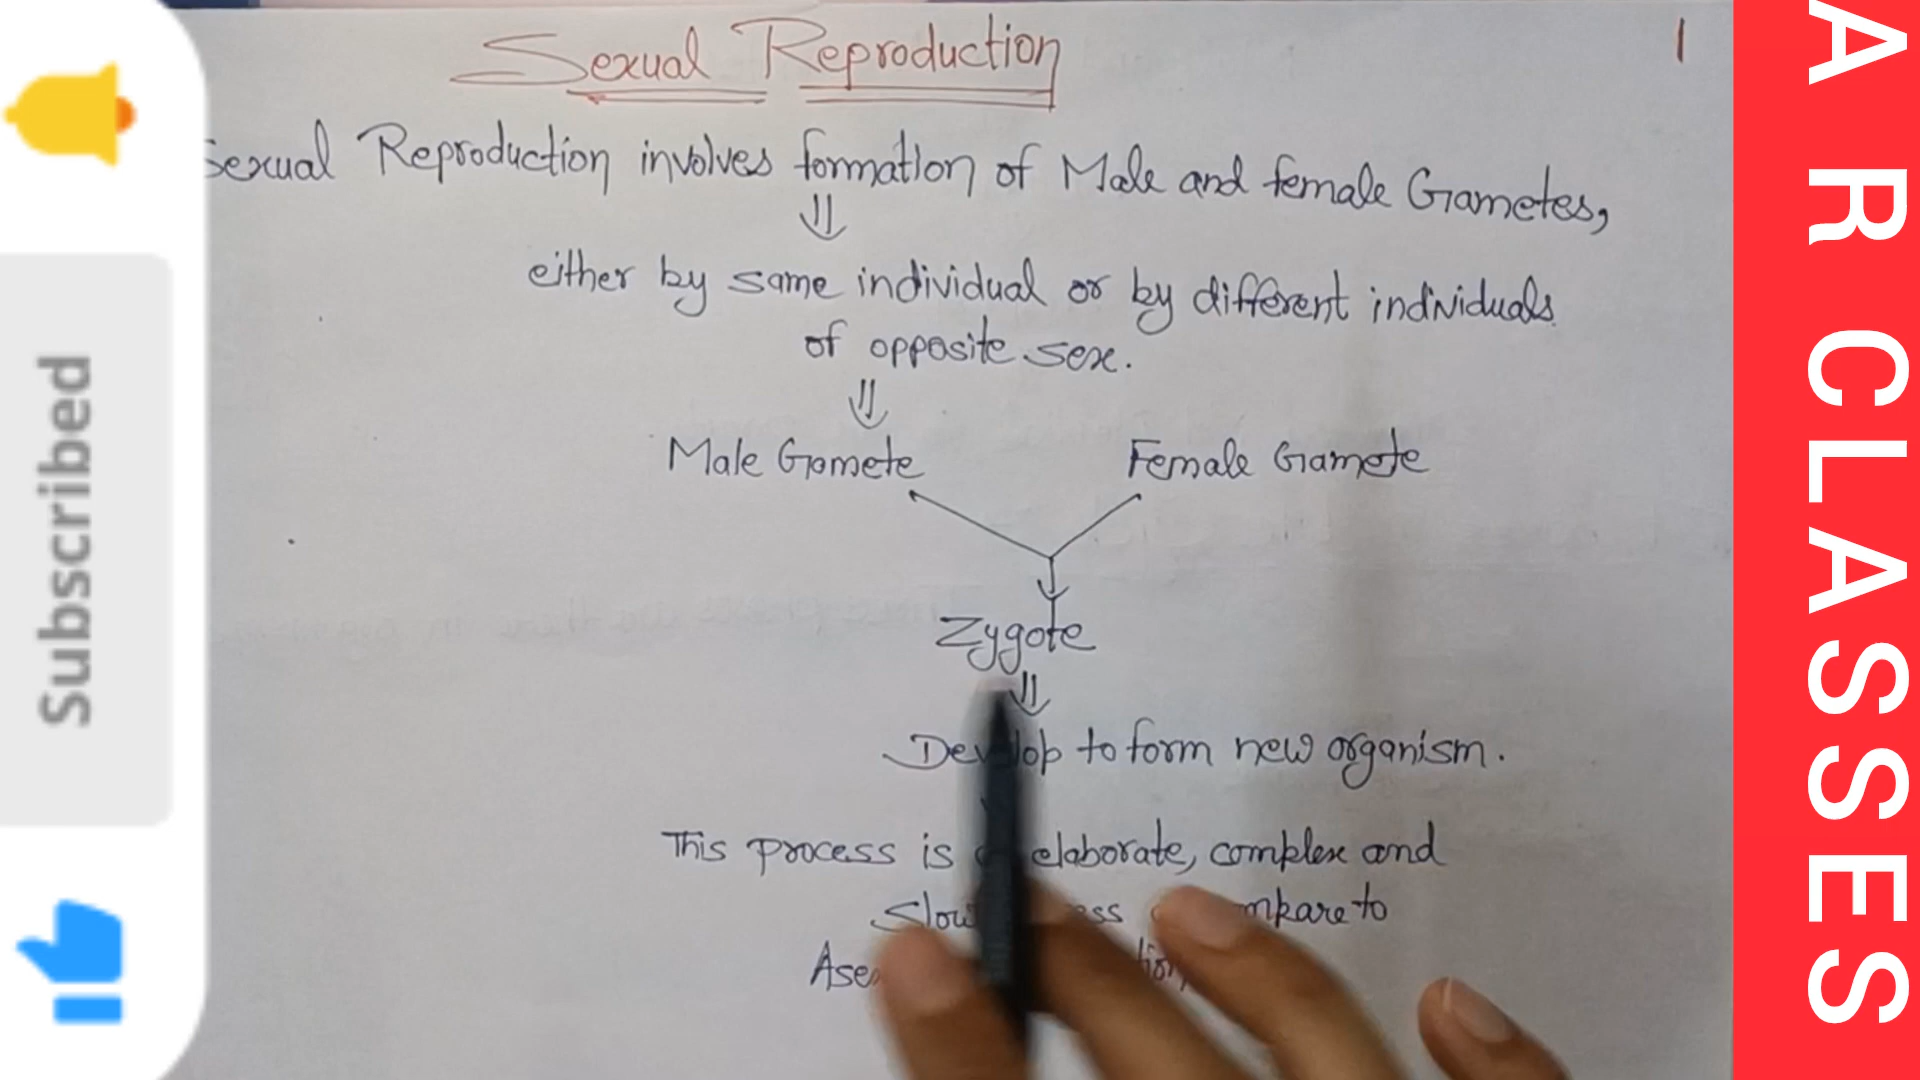 Sexual Reproduction
1
Sexual Reproduction involves formation of Male and female Gametes,
either by same individual or by different individuals
of opposite sex.
Male Gamete Female Gamete
Zygote
Develop to form new organism.
This process is elaborate, complex and
Slow compare to
Subscribed
A R CLASSES